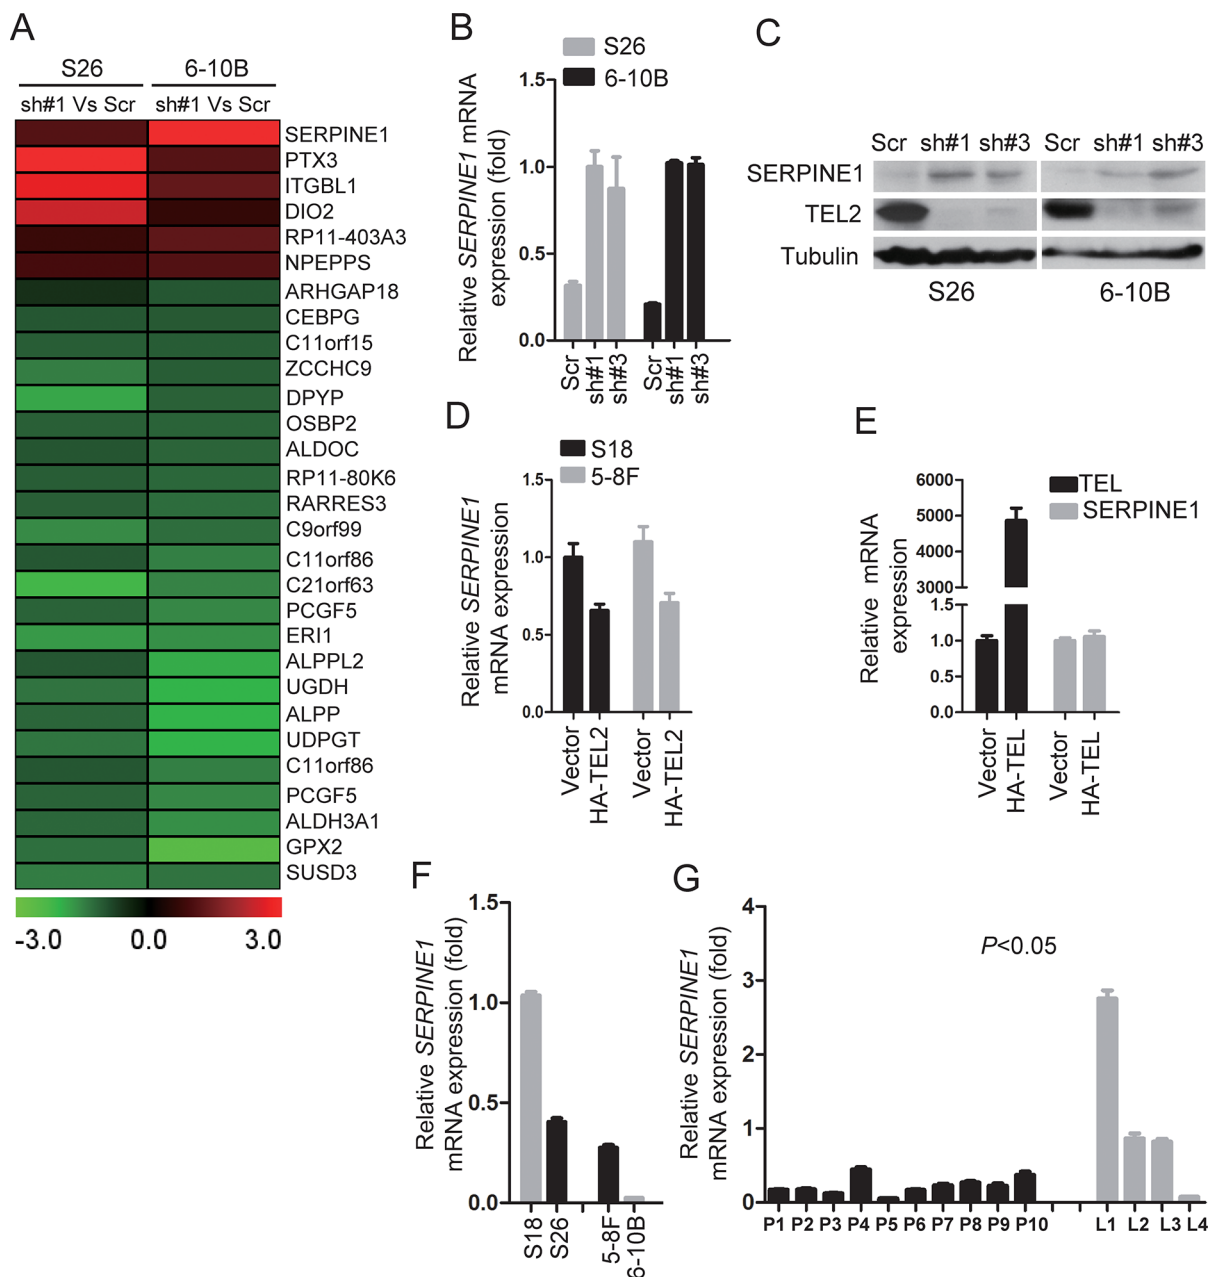 A
S26
6-10B
sh#1 Vs Scr
sh#1 Vs Scr
SERPINE1
PTX3
ITGBL1
DIO2
RP11-403A3
NPEPPS
ARHGAP18
CEBPG
C11orf15
ZCCHC9
DPYP
OSBP2
ALDOC
RP11-80K6
RARRES3
C9orf99
C11orf86
C21orf63
PCGF5
ERI1
ALPPL2
UGDH
ALPP
UDPGT
C11orf86
PCGF5
ALDH3A1
GPX2
SUSD3
-3.0 0.0 3.0
B
S26
6-10B
Relative SERPINE1 mRNA
expression (fold)
1.5
1.0
0.5
0.0
Scr
sh#1
sh#3
Scr
sh#1
sh#3
C
Scr sh#1 sh#3
Scr sh#1 sh#3
SERPINE1
TEL2
Tubulin
S26
6-10B
D
S18
5-8F
Relative SERPINE1
mRNA expression
1.5
1.0
0.5
0.0
Vector
HA-TEL2
Vector
HA-TEL2
E
TEL
SERPINE1
Relative mRNA
expression
6000
5000
4000
3000
1.5
1.0
0.5
0.0
Vector
HA-TEL
Vector
HA-TEL
F
Relative SERPINE1
mRNA expression (fold)
1.5
1.0
0.5
0.0
S18
S26
5-8F
6-10B
G
Relative SERPINE1
mRNA expression (fold)
P<0.05
4
3
2
1
0
P1 P2 P3 P4 P5 P6 P7 P8 P9 P10 L1 L2 L3 L4